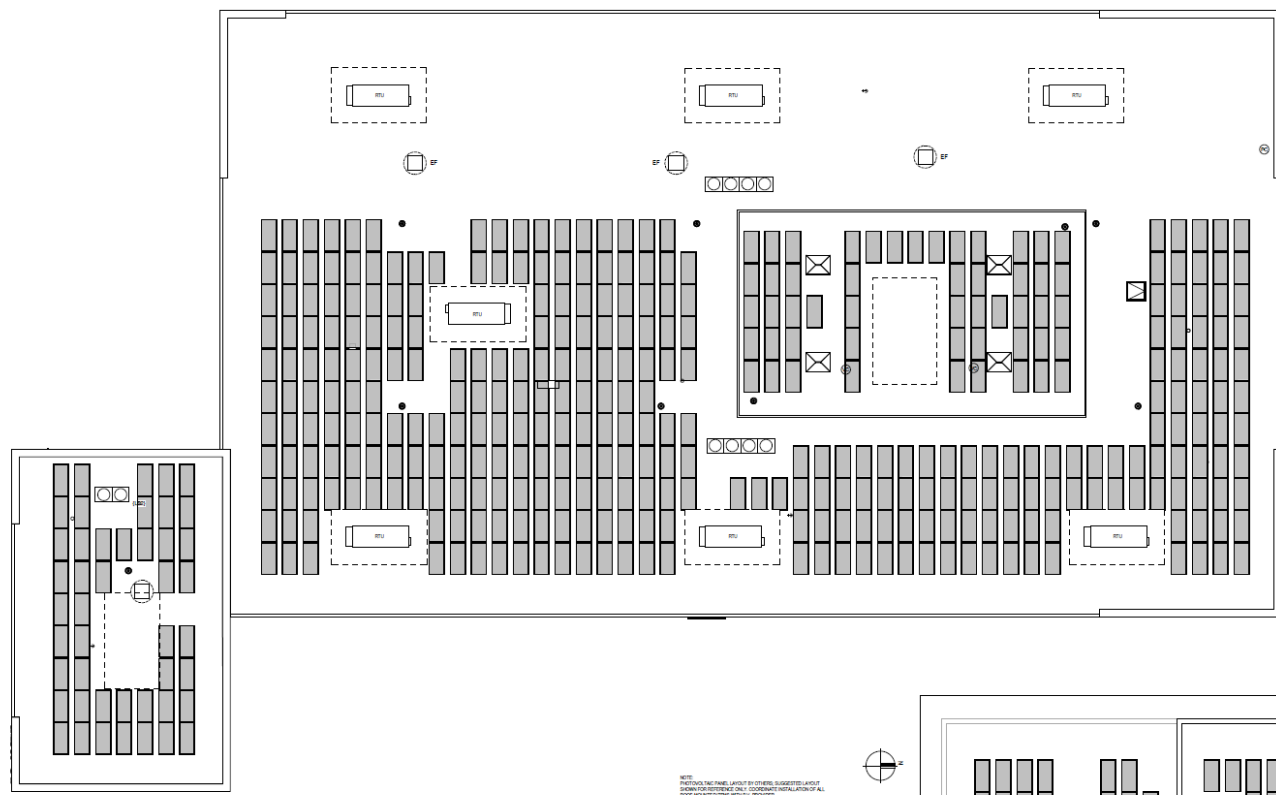 RTU
RTU
RTU
EF
EF
EF
RTU
RTU
RTU
RTU
N
NOTE:
PHOTOVOLTAIC PANEL LAYOUT BY OTHERS; SUGGESTED LAYOUT
SHOWN FOR REFERENCE ONLY. COORDINATE INSTALLATION OF ALL